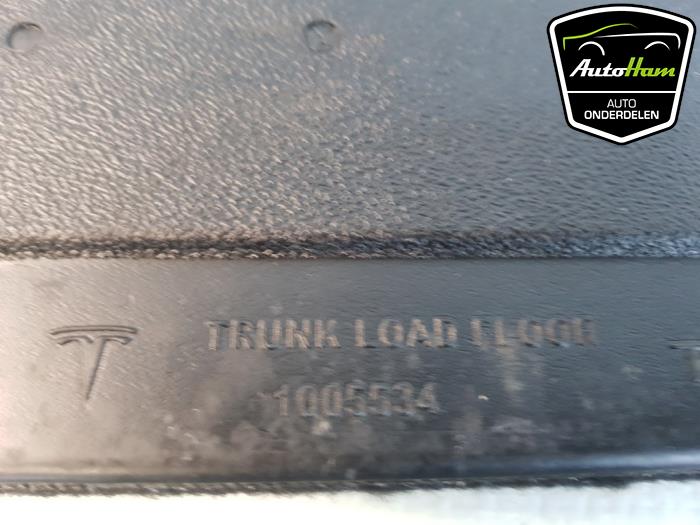 AutoHam
AUTO
ONDERDELEN
TRUNK LOAD FLOOR
1005534